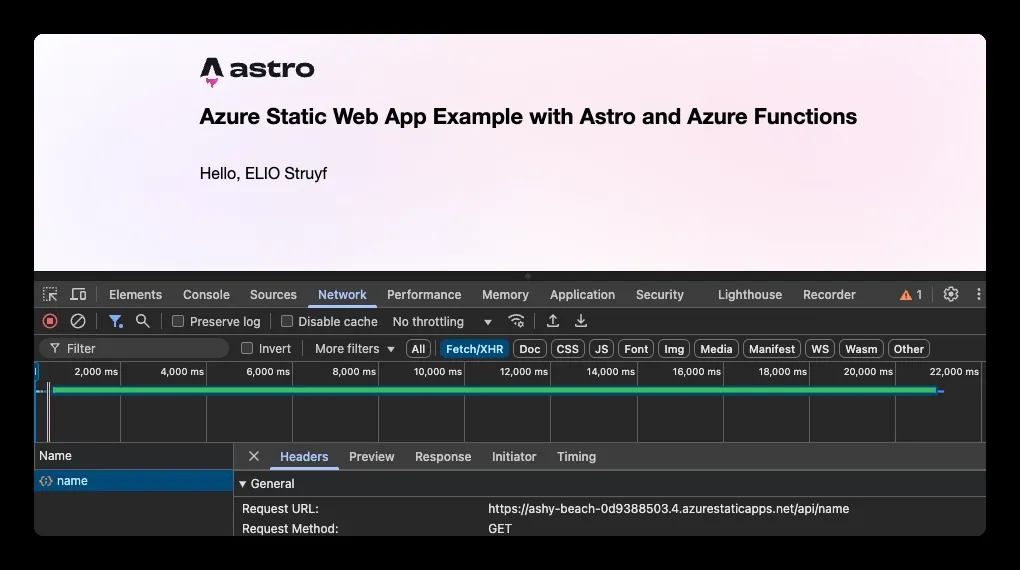 astro
Azure Static Web App Example with Astro and Azure Functions
Hello, ELIO Struyf
Elements Console Sources Network Performance Memory Application Security Lighthouse Recorder 1
Preserve log Disable cache No throttling
Filter Invert More filters All Fetch/XHR Doc CSS JS Font Img Media Manifest WS Wasm Other
2,000 ms 4,000 ms 6,000 ms 8,000 ms 10,000 ms 12,000 ms 14,000 ms 16,000 ms 18,000 ms 20,000 ms 22,000 ms
Name Headers Preview Response Initiator Timing
name General
Request URL: https://ashy-beach-0d9388503.4.azurestaticapps.net/api/name
Request Method: GET